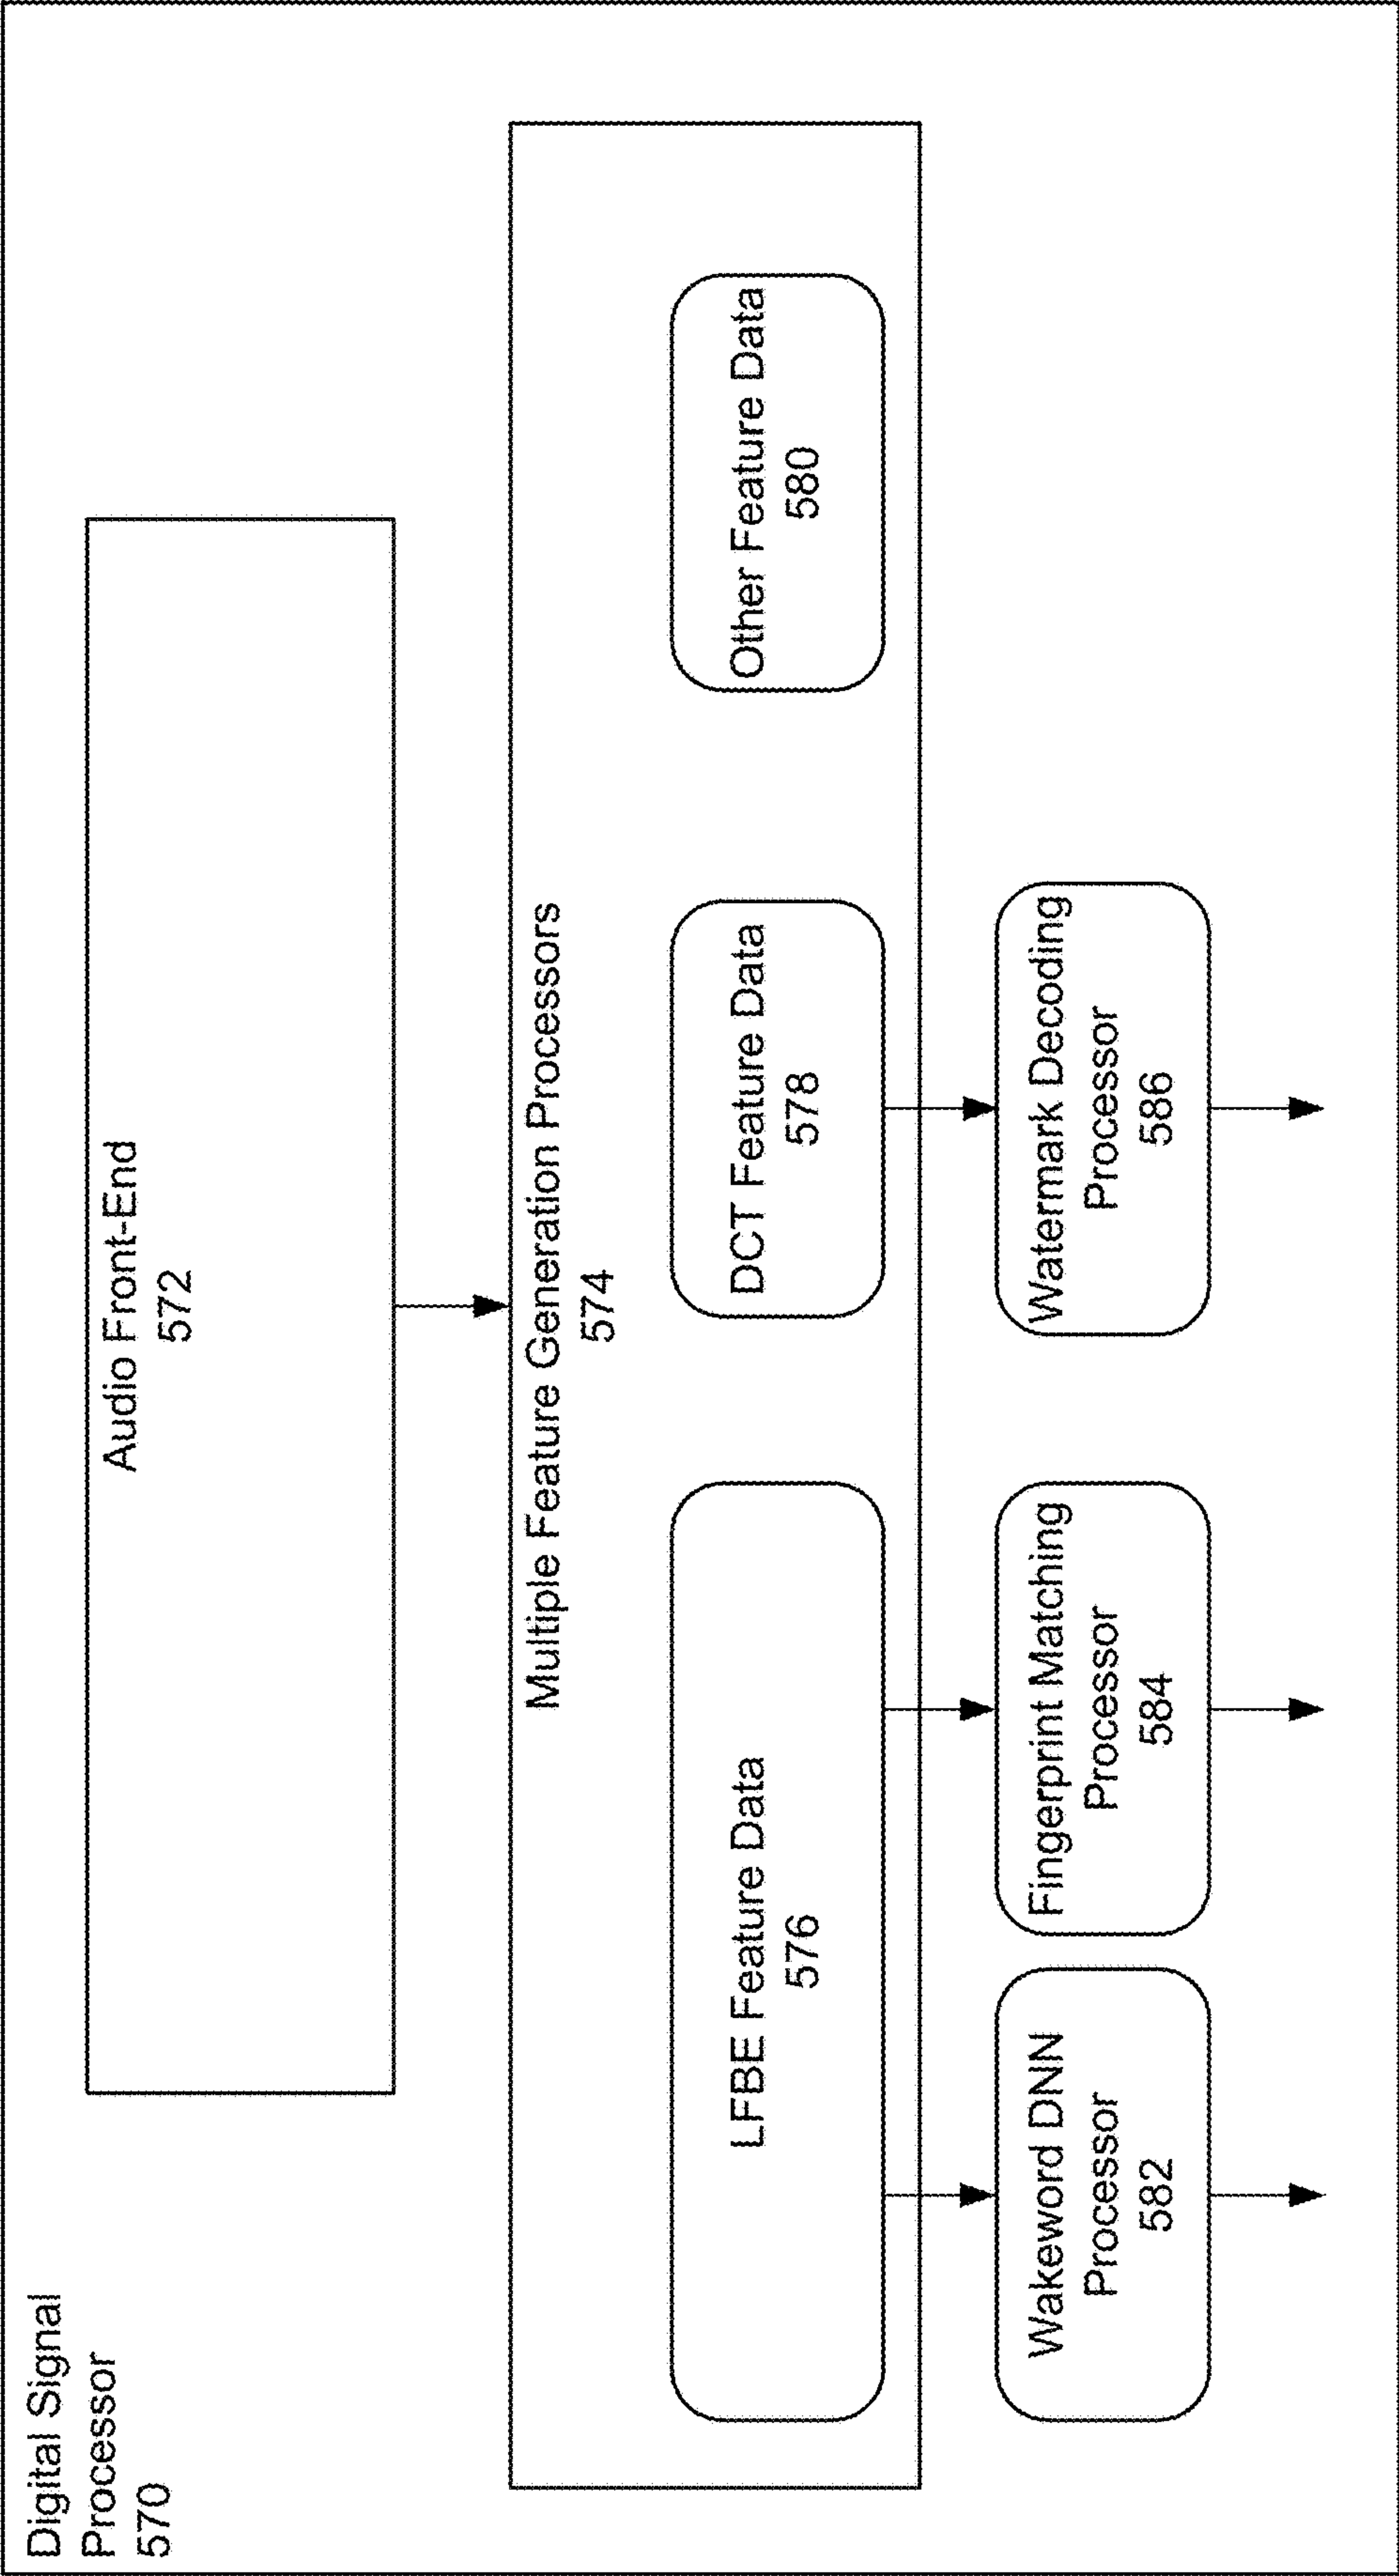 Digital Signal
Processor
570
Audio Front-End
572
Multiple Feature Generation Processors
574
LFBE Feature Data
576
DCT Feature Data
578
Other Feature Data
580
Wakeword DNN
Processor
582
Fingerprint Matching
Processor
584
Watermark Decoding
Processor
586